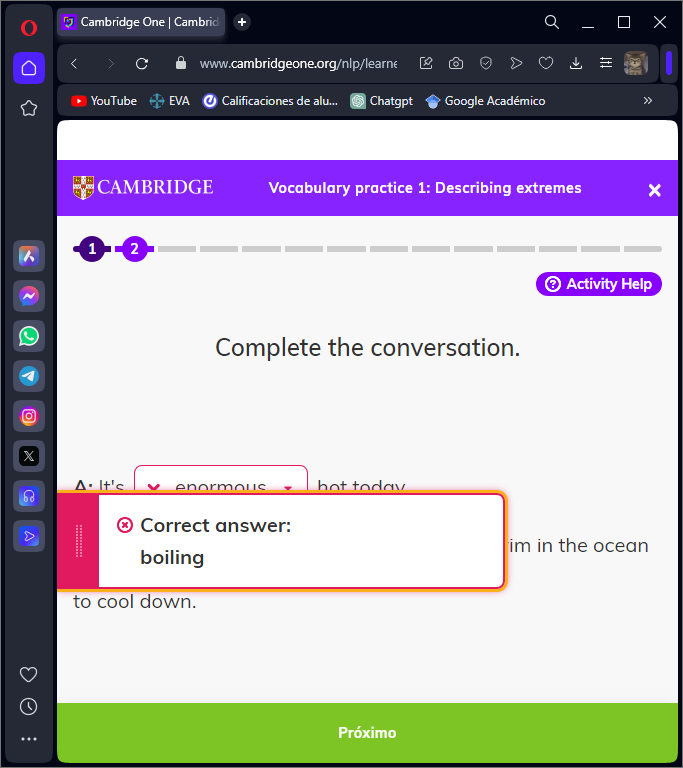 Cambridge One | Cambrid
www.cambridgeone.org/nlp/learne
YouTube EVA Calificaciones de alu... Chatgpt Google Académico »
CAMBRIDGE Vocabulary practice 1: Describing extremes
1 2
Activity Help
Complete the conversation.
A: It's enormous hot today
Correct answer:
boiling
im in the ocean
to cool down.
Próximo